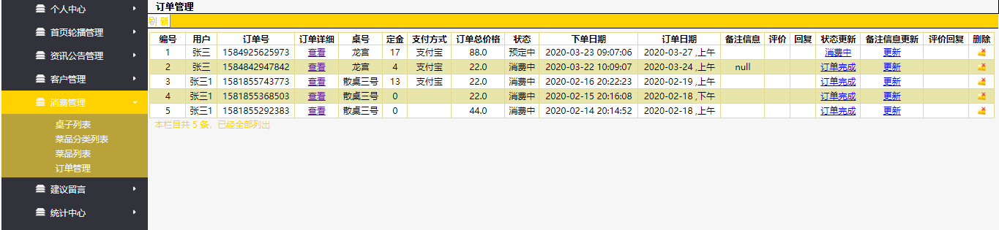 个人中心
首页轮播管理
资讯公告管理
客户管理
消费管理
桌子列表
菜品分类列表
菜品列表
订单管理
建议留言
统计中心
订单管理
刷 新
编号 用户 订单号 订单详细 桌号 定金 支付方式 订单总价格 状态 下单日期 订单日期 备注信息 评价 回复 状态更新 备注信息更新 评价回复 删除
1 张三 1584925625973 查看 龙宫 17 支付宝 88.0 预定中 2020-03-23 09:07:06 2020-03-27 ,上午 消费中 更新
2 张三 1584842947842 查看 龙宫 4 支付宝 22.0 消费中 2020-03-22 10:09:07 2020-03-24 ,上午 null 订单完成 更新
3 张三1 1581855743773 查看 散桌三号 13 支付宝 22.0 消费中 2020-02-16 20:22:23 2020-02-19 ,上午 订单完成 更新
4 张三1 1581855368503 查看 散桌三号 0 22.0 消费中 2020-02-15 20:16:08 2020-02-18 ,下午 订单完成 更新
5 张三1 1581855292383 查看 散桌三号 0 44.0 消费中 2020-02-14 20:14:52 2020-02-18 ,上午 订单完成 更新
本栏目共 5 条，已经全部列出